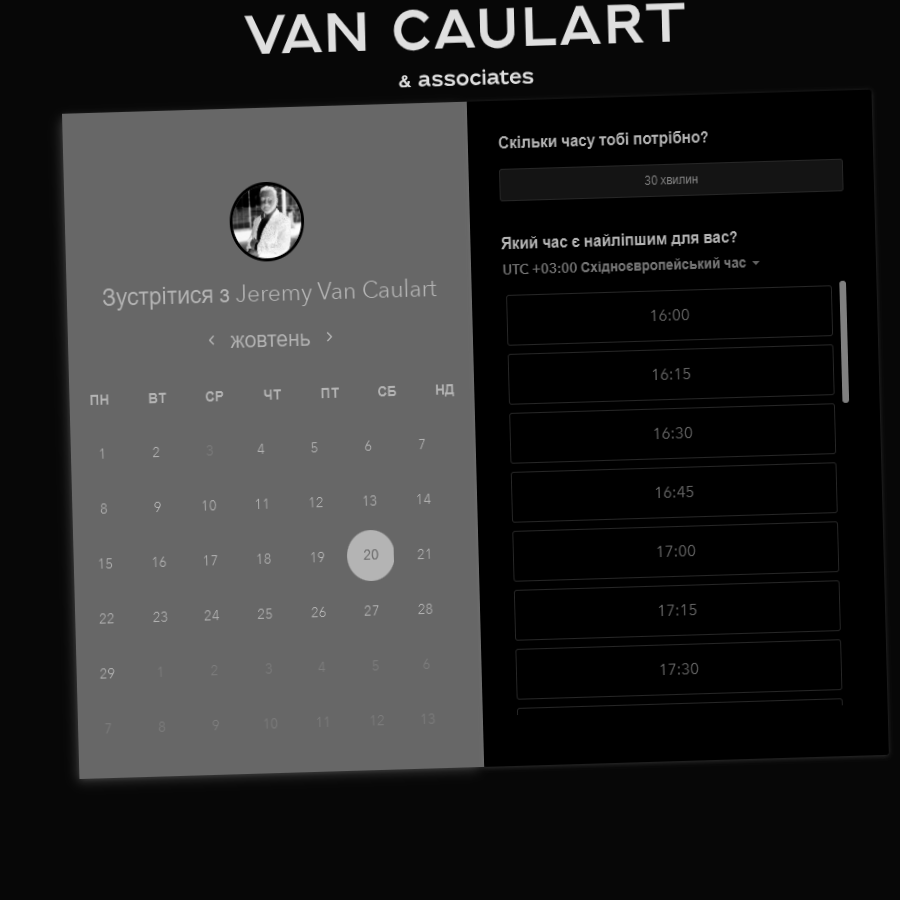 VAN CAULART
& associates
Зустрітися з Jeremy Van Caulart
‹ жовтень ›
ПН ВТ СР ЧТ ПТ СБ НД
1 2 3 4 5 6 7
8 9 10 11 12 13 14
15 16 17 18 19 20 21
22 23 24 25 26 27 28
29 1 2 3 4 5 6
7 8 9 10 11 12 13
Скільки часу тобі потрібно?
30 хвилин
Який час є найліпшим для вас?
UTC +03:00 Східноєвропейський час
16:00
16:15
16:30
16:45
17:00
17:15
17:30